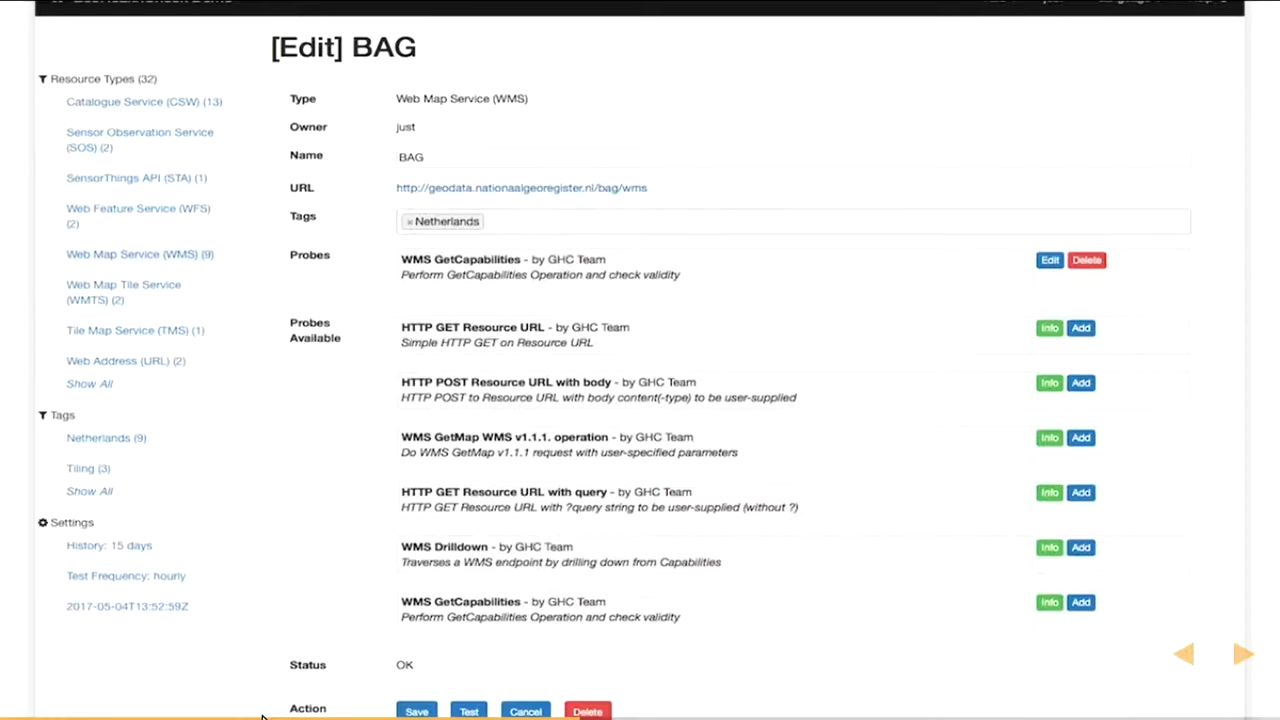 [Edit] BAG
Resource Types (32)
Catalogue Service (CSW) (13)
Sensor Observation Service
(SOS) (2)
SensorThings API (STA) (1)
Web Feature Service (WFS)
(2)
Web Map Service (WMS) (9)
Web Map Tile Service
(WMTS) (2)
Tile Map Service (TMS) (1)
Web Address (URL) (2)
Show All
Tags
Netherlands (9)
Tiling (3)
Show All
Settings
History: 15 days
Test Frequency: hourly
2017-05-04T13:52:59Z
Type Web Map Service (WMS)
Owner just
Name BAG
URL http://geodata.nationaalgeoregister.nl/bag/wms
Tags × Netherlands
Probes WMS GetCapabilities - by GHC Team Edit Delete
Perform GetCapabilities Operation and check validity
Probes HTTP GET Resource URL - by GHC Team Info Add
Available Simple HTTP GET on Resource URL
HTTP POST Resource URL with body - by GHC Team Info Add
HTTP POST to Resource URL with body content(-type) to be user-supplied
WMS GetMap WMS v1.1.1. operation - by GHC Team Info Add
Do WMS GetMap v1.1.1 request with user-specified parameters
HTTP GET Resource URL with query - by GHC Team Info Add
HTTP GET Resource URL with ?query string to be user-supplied (without ?)
WMS Drilldown - by GHC Team Info Add
Traverses a WMS endpoint by drilling down from Capabilities
WMS GetCapabilities - by GHC Team Info Add
Perform GetCapabilities Operation and check validity
Status OK
Action Save Test Cancel Delete